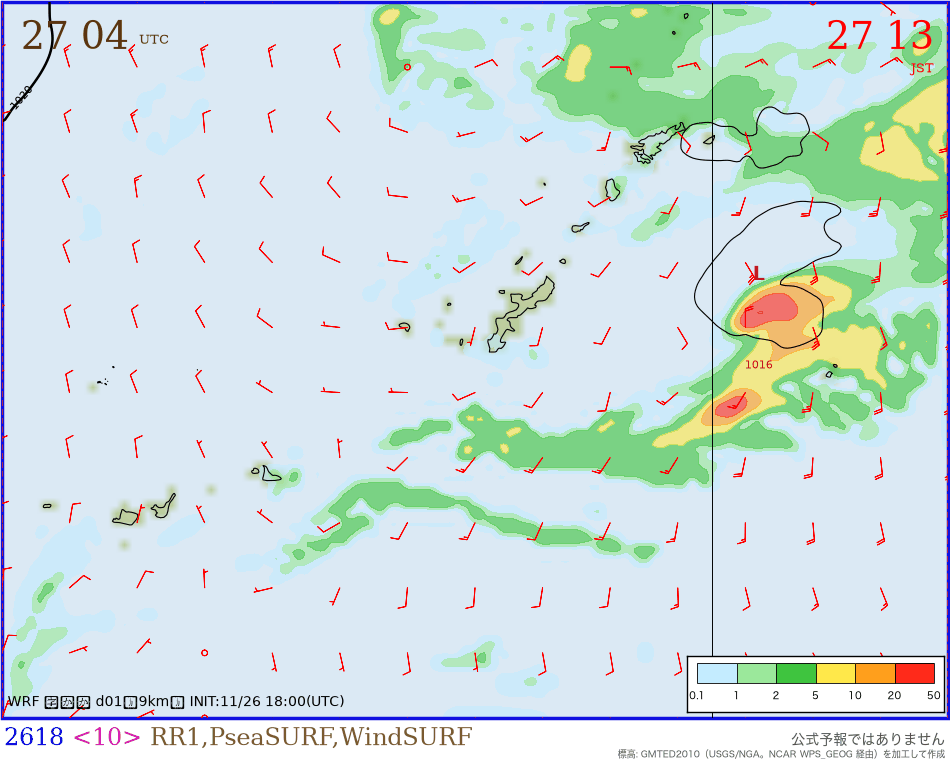 27 04 UTC
27 13
JST
1020
L
1016
0.1 1 2 5 10 20 50
WRF d01 9km INIT:11/26 18:00(UTC)
2618 <10> RR1,PseaSURF,WindSURF
公式予報ではありません
標高: GMTED2010（USGS/NGA。NCAR WPS_GEOG 経由）を加工して作成